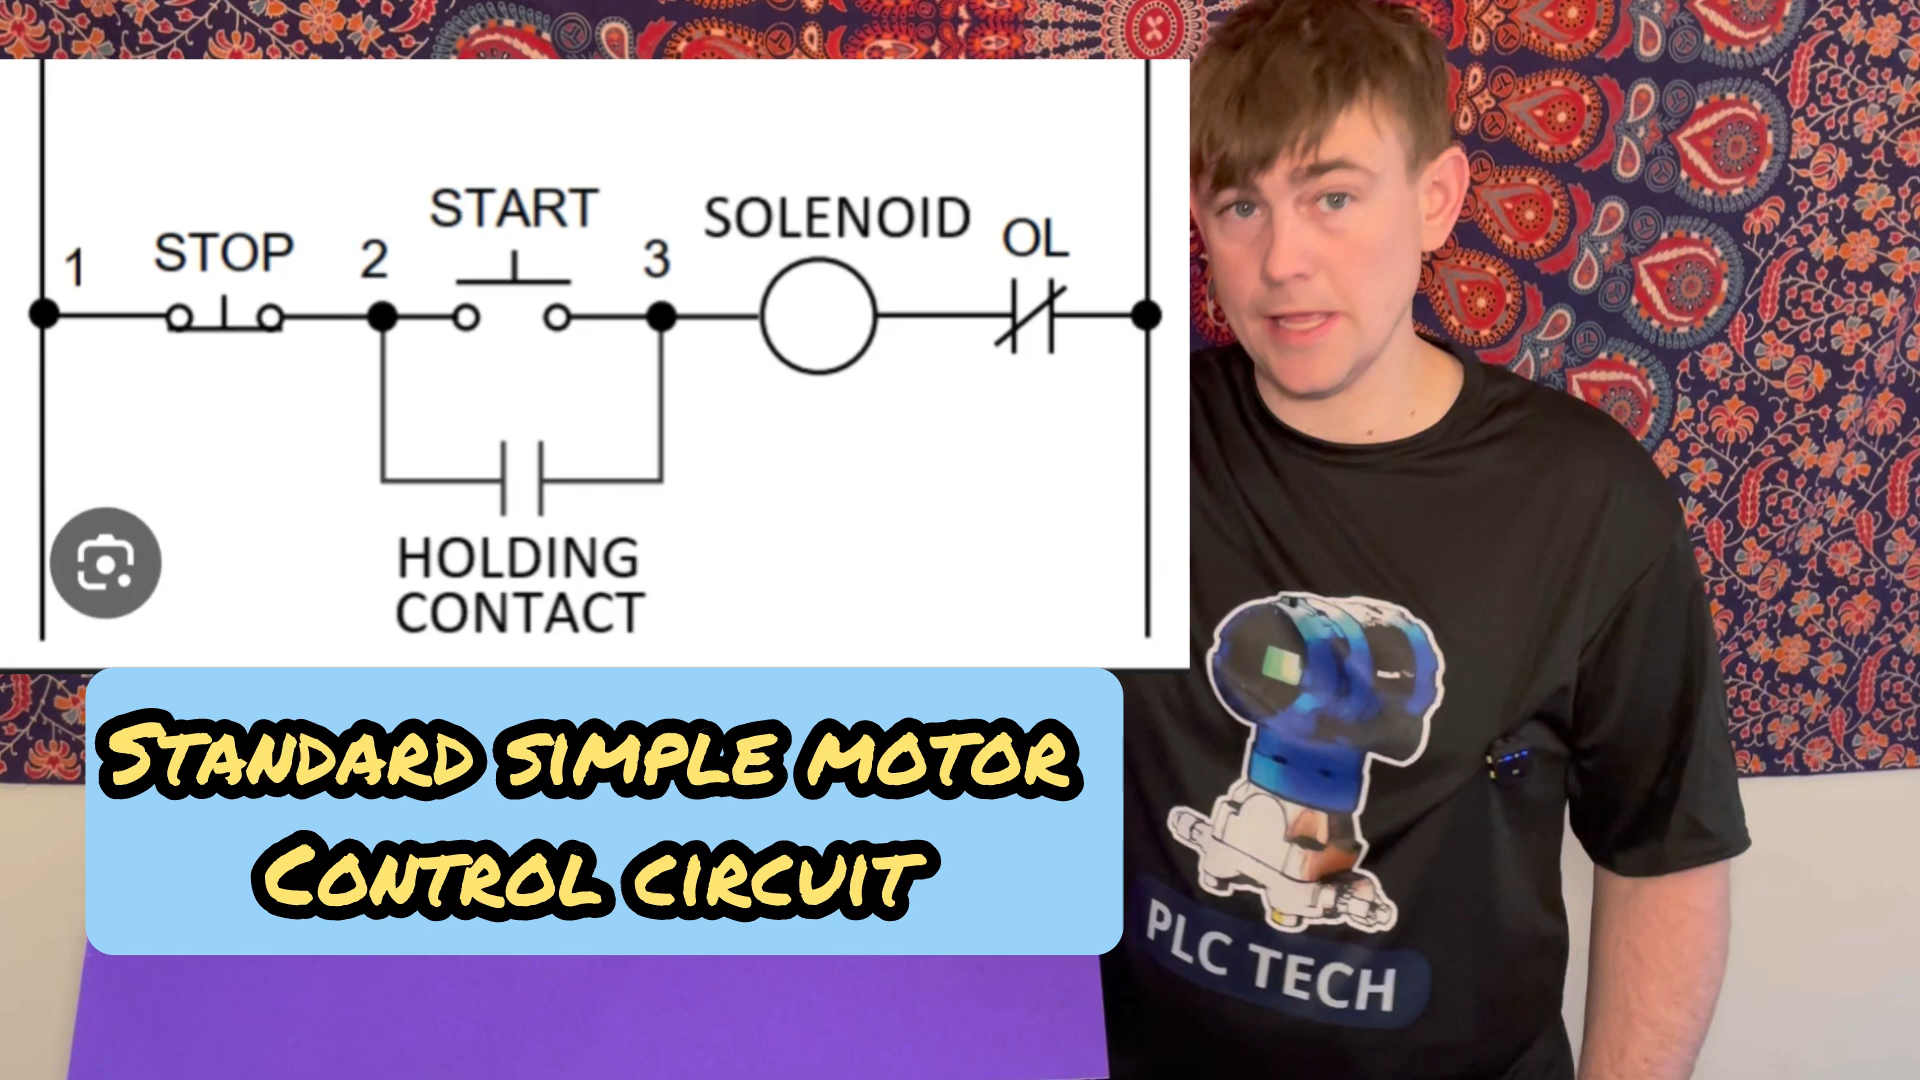 START
SOLENOID
1 STOP 2 3 OL
HOLDING
CONTACT
STANDARD SIMPLE MOTOR
CONTROL CIRCUIT
PLC TECH